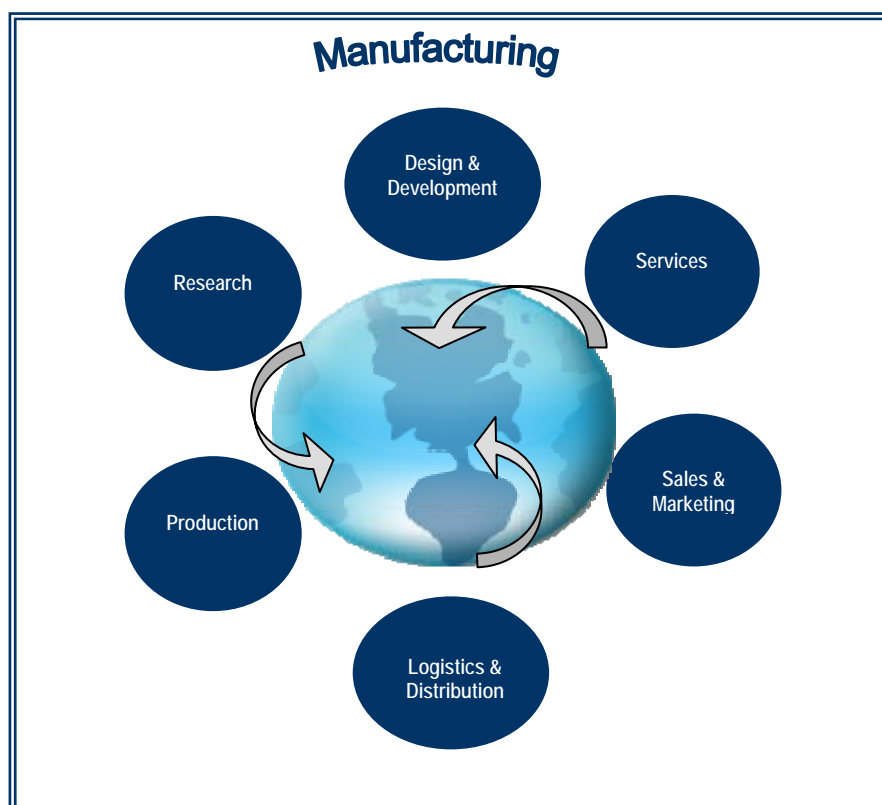 Manufacturing
Design &
Development
Services
Research
Sales &
Marketing
Production
Logistics &
Distribution